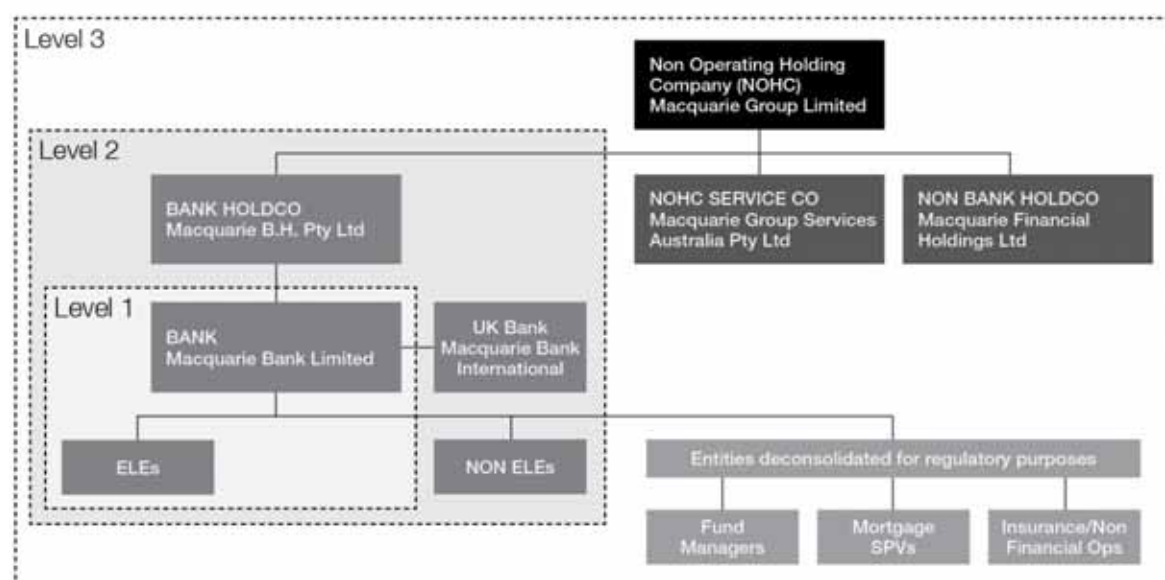 Level 3
Non Operating Holding
Company (NOHC)
Macquarie Group Limited
Level 2
BANK HOLDCO
Macquarie B.H. Pty Ltd
NOHC SERVICE CO
Macquarie Group Services
Australia Pty Ltd
NON BANK HOLDCO
Macquarie Financial
Holdings Ltd
Level 1
BANK
Macquarie Bank Limited
UK Bank
Macquarie Bank
International
ELEs
NON ELEs
Entities deconsolidated for regulatory purposes
Fund
Managers
Mortgage
SPVs
Insurance/Non
Financial Ops